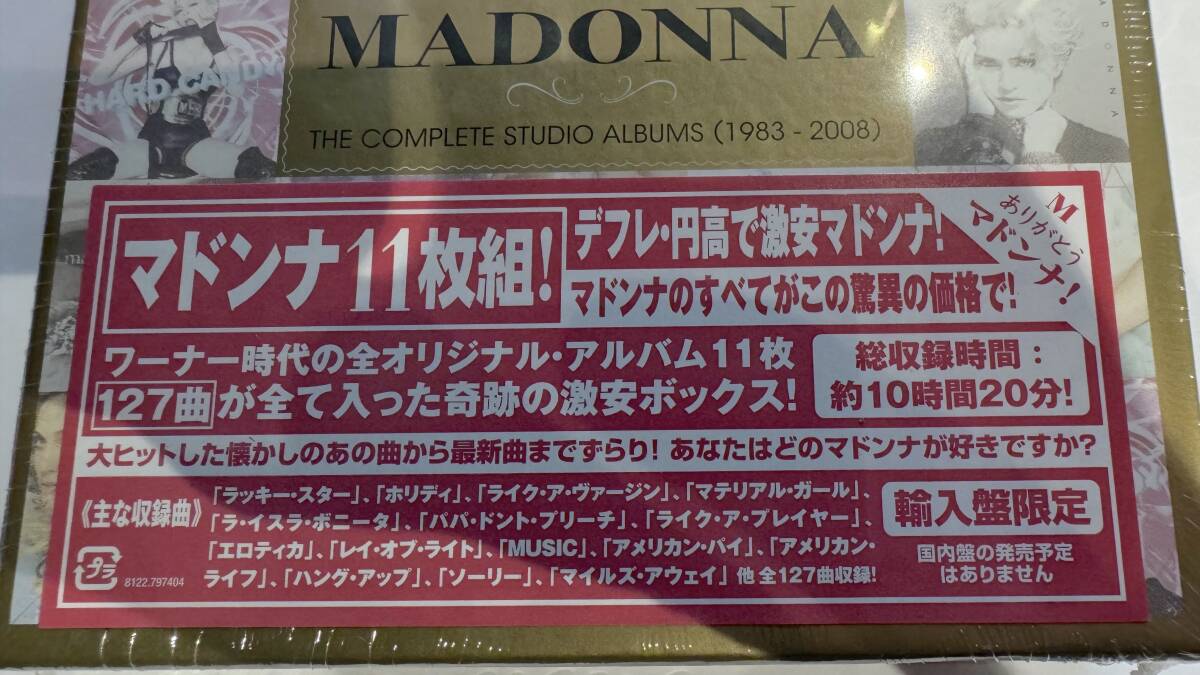 HARD CANDY
MADONNA
THE COMPLETE STUDIO ALBUMS (1983 - 2008)
MADONNA
マドンナ11枚組!
デフレ・円高で激安マドンナ!
マドンナのすべてがこの驚異の価格で!
M
ありがとう
マドンナ!
ワーナー時代の全オリジナル・アルバム11枚
127曲が全て入った奇跡の激安ボックス!
総収録時間:
約10時間20分!
大ヒットした懐かしのあの曲から最新曲までずらり! あなたはどのマドンナが好きですか?
《主な収録曲》
「ラッキー・スター」、「ホリディ」、「ライク・ア・ヴァージン」、「マテリアル・ガール」、
「ラ・イスラ・ボニータ」、「パパ・ドント・プリーチ」、「ライク・ア・プレイヤー」、
「エロティカ」、「レイ・オブ・ライト」、「MUSIC」、「アメリカン・パイ」、「アメリカン・
ライフ」、「ハング・アップ」、「ソーリー」、「マイルズ・アウェイ」 他 全127曲収録!
輸入盤限定
国内盤の発売予定
はありません
プラ
8122.797404